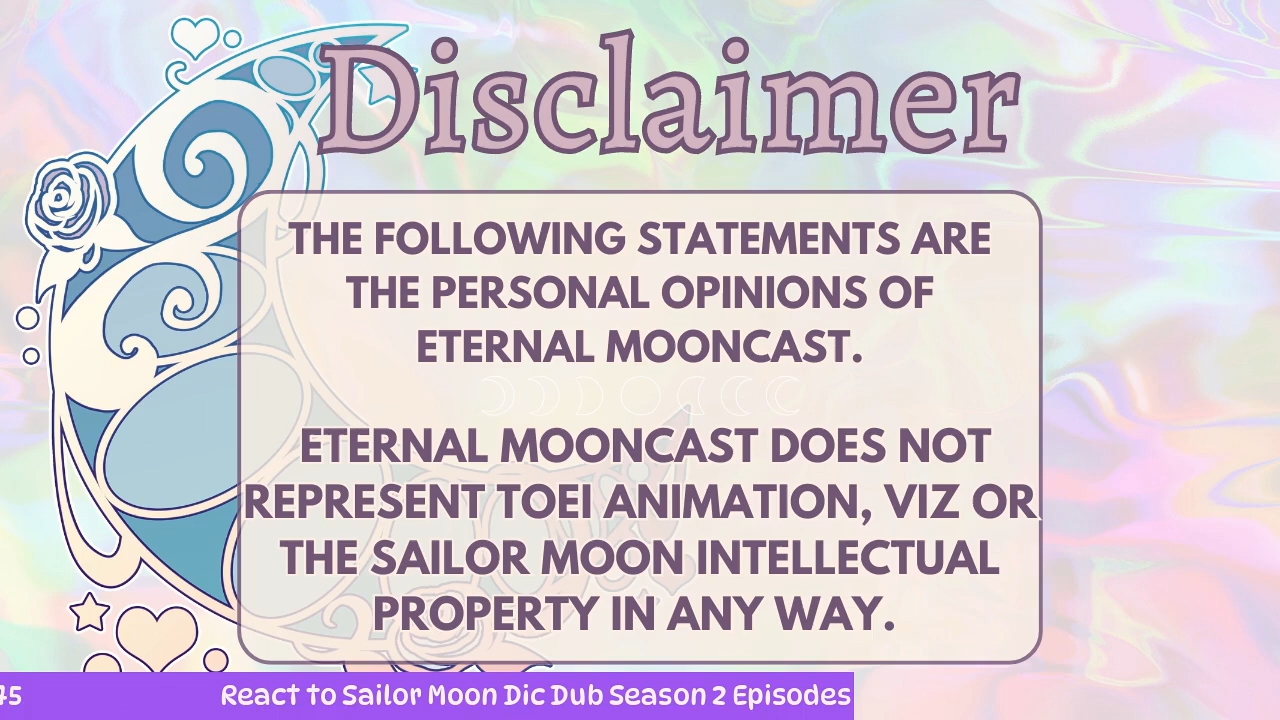 Disclaimer
THE FOLLOWING STATEMENTS ARE
THE PERSONAL OPINIONS OF
ETERNAL MOONCAST.
ETERNAL MOONCAST DOES NOT
REPRESENT TOEI ANIMATION, VIZ OR
THE SAILOR MOON INTELLECTUAL
PROPERTY IN ANY WAY.
React to Sailor Moon Dic Dub Season 2 Episodes